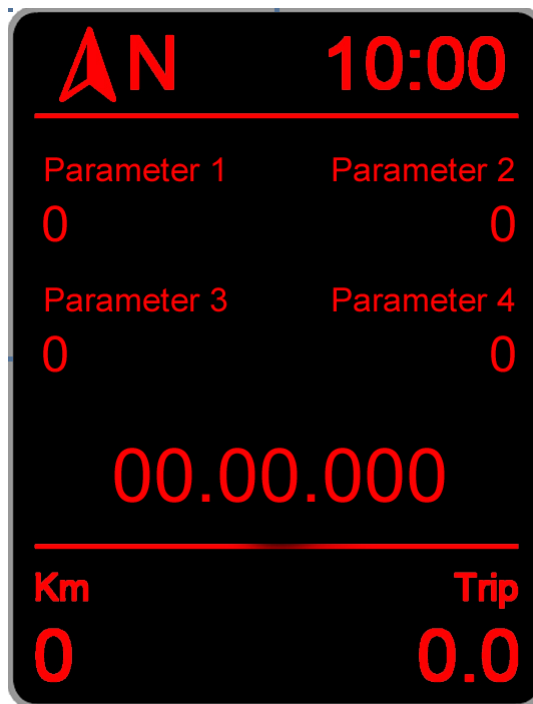 N 10:00
Parameter 1 Parameter 2
0 0
Parameter 3 Parameter 4
0 0
00.00.000
Km Trip
0 0.0